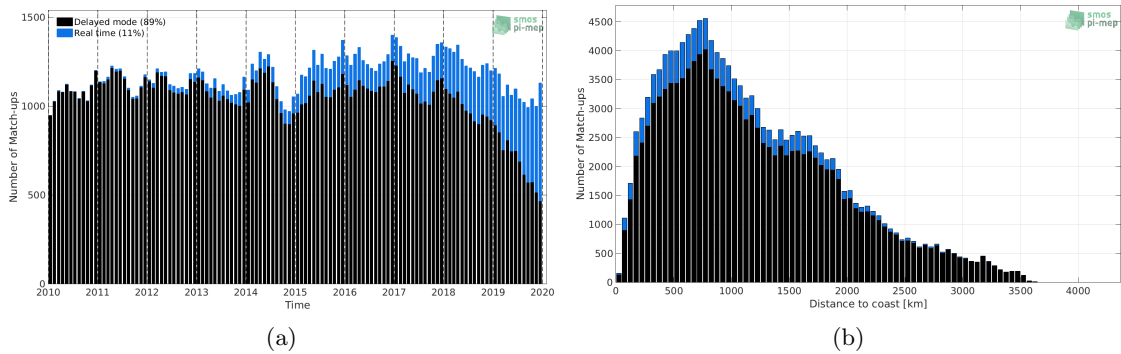 Delayed mode (89%)
Real time (11%)
smos
pi-mep
Number of Match-ups
1500
1000
500
0
2010 2011 2012 2013 2014 2015 2016 2017 2018 2019 2020
Time
(a)
smos
pi-mep
Number of Match-ups
4500
4000
3500
3000
2500
2000
1500
1000
500
0
0 500 1000 1500 2000 2500 3000 3500 4000
Distance to coast [km]
(b)